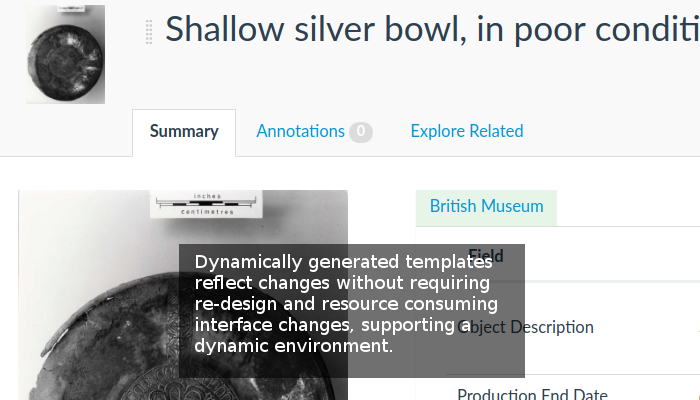 Shallow silver bowl, in poor conditi
Summary
Annotations 0
Explore Related
inches
centimetres
British Museum
Field
Dynamically generated templates
reflect changes without requiring
re-design and resource consuming
interface changes, supporting a
dynamic environment.
Object Description
Production End Date